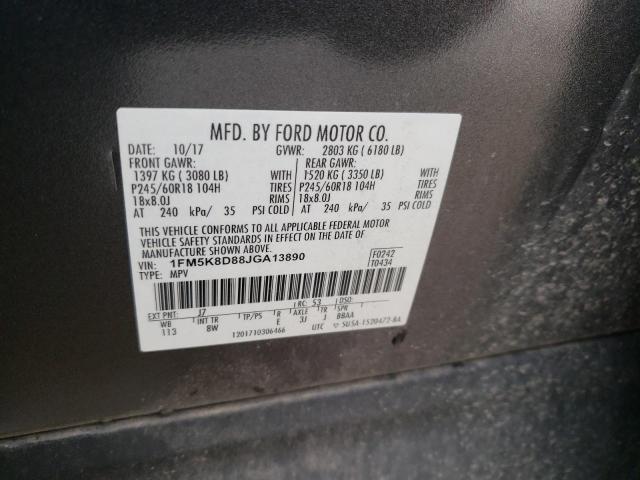 MFD. BY FORD MOTOR CO.
DATE: 10/17 GVWR: 2803 KG ( 6180 LB)
FRONT GAWR: REAR GAWR:
1397 KG ( 3080 LB) WITH 1520 KG ( 3350 LB) WITH
P245/60R18 104H TIRES P245/60R18 104H TIRES
18x8.0J RIMS 18x8.0J RIMS
AT 240 kPa/ 35 PSI COLD AT 240 kPa/ 35 PSI COLD
THIS VEHICLE CONFORMS TO ALL APPLICABLE FEDERAL MOTOR
VEHICLE SAFETY STANDARDS IN EFFECT ON THE DATE OF
MANUFACTURE SHOWN ABOVE.
VIN: 1FM5K8D88JGA13890 F0242
TYPE: MPV T0434
EXT PNT: J7 RC: 53 DSO:
WB INT TR TP/PS R AXLE TR SPR
113 8W E 3J J BBAA
1201710306466 UTC 5U5A-1520472-BA